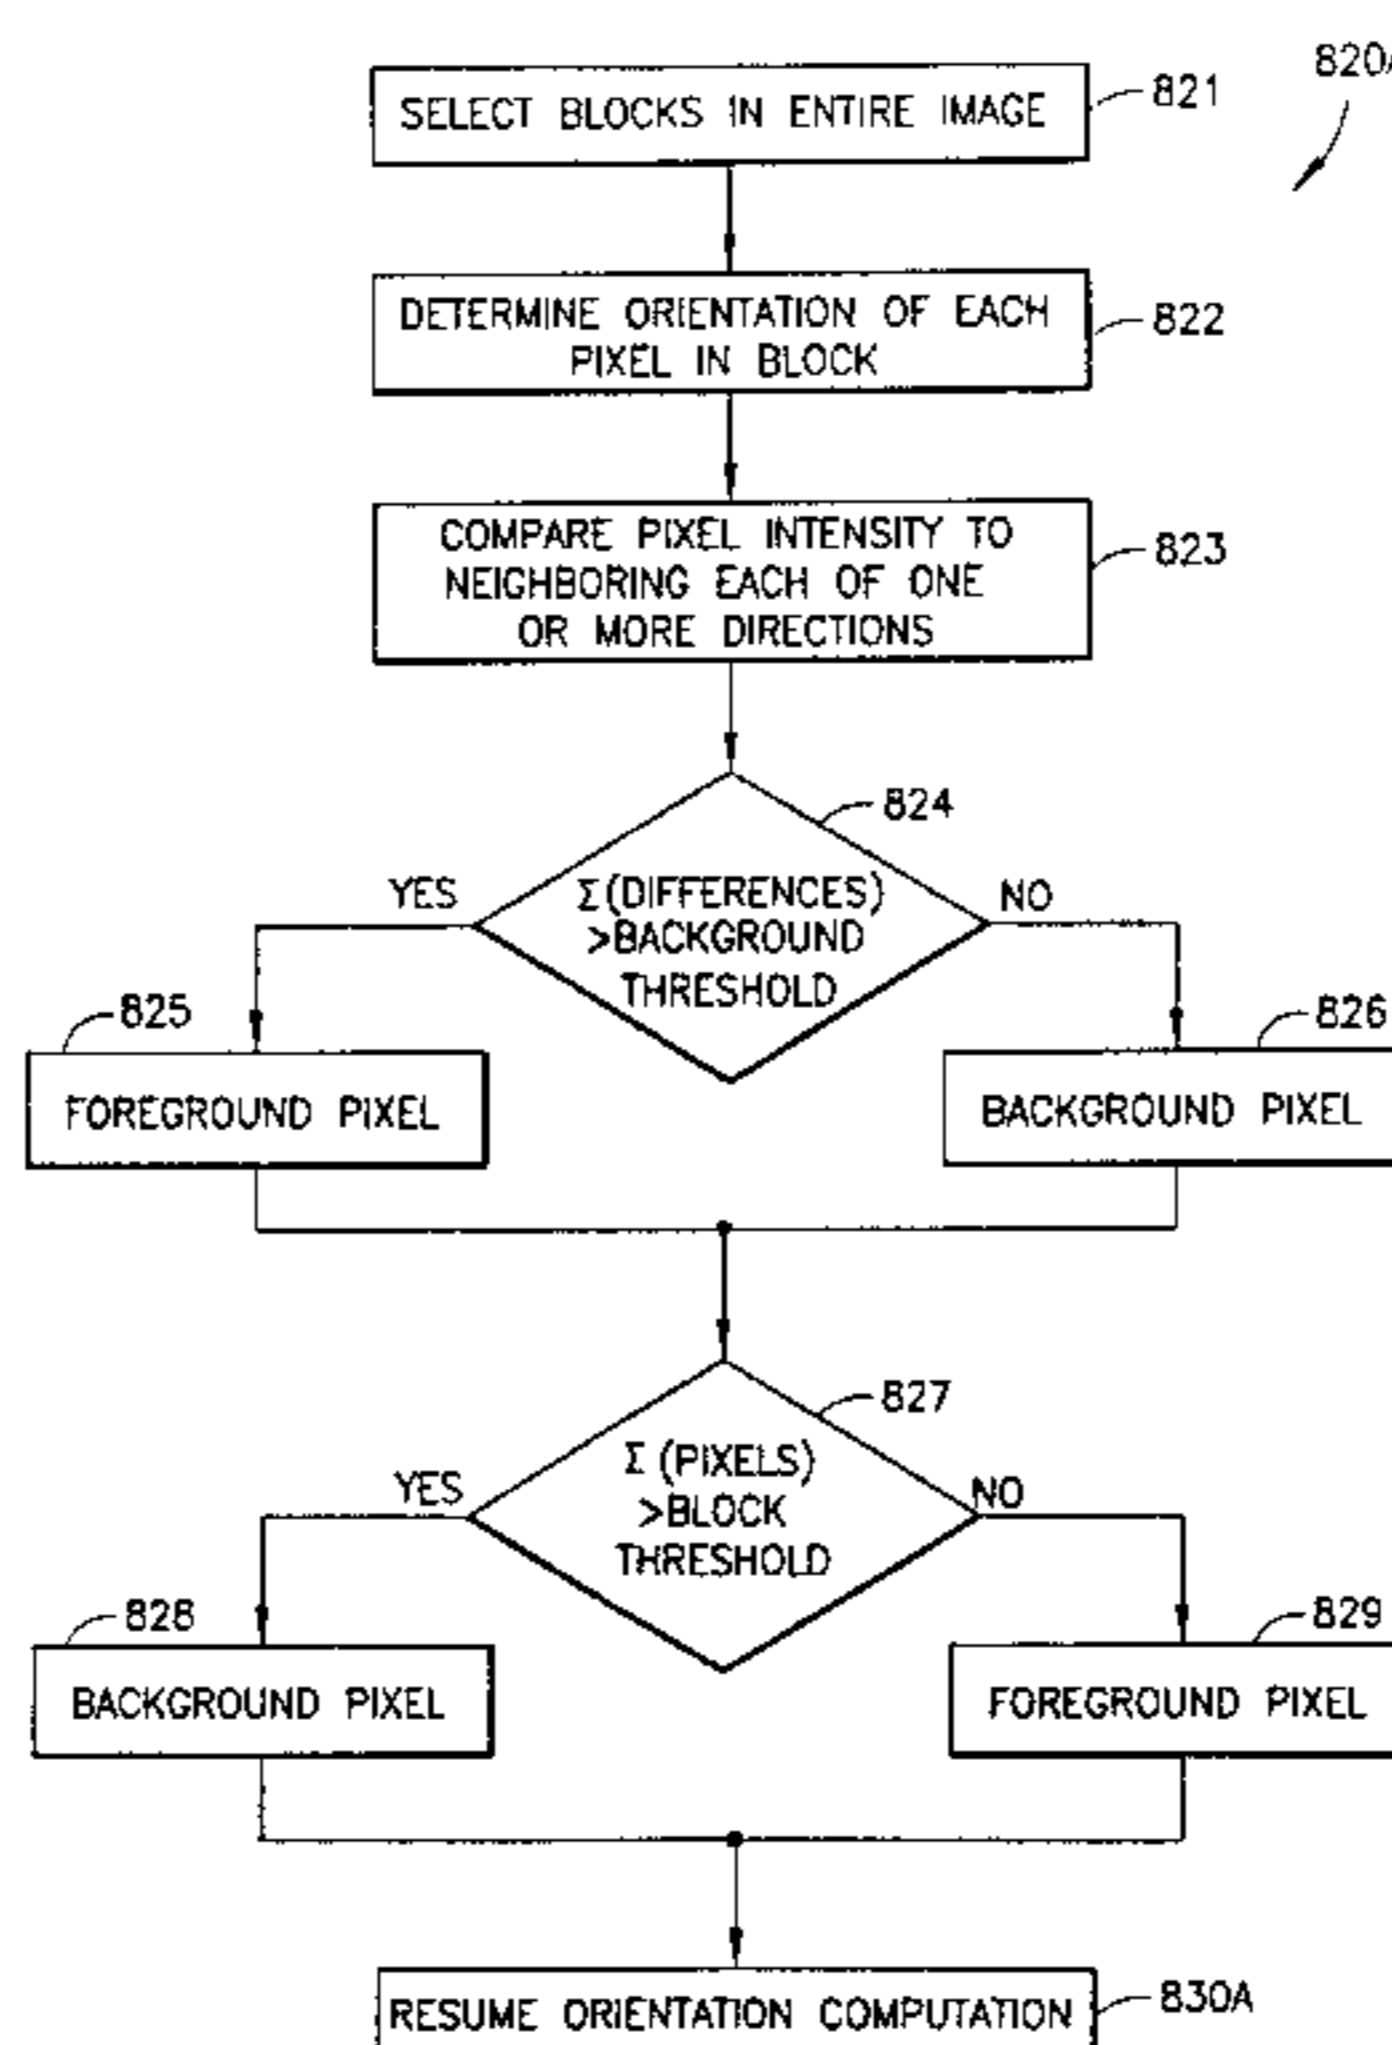 820A
SELECT BLOCKS IN ENTIRE IMAGE
821
DETERMINE ORIENTATION OF EACH
PIXEL IN BLOCK
822
COMPARE PIXEL INTENSITY TO
NEIGHBORING EACH OF ONE
OR MORE DIRECTIONS
823
824
YES
Σ(DIFFERENCES)
>BACKGROUND
THRESHOLD
NO
825
FOREGROUND PIXEL
826
BACKGROUND PIXEL
827
YES
Σ (PIXELS)
>BLOCK
THRESHOLD
NO
828
BACKGROUND PIXEL
829
FOREGROUND PIXEL
RESUME ORIENTATION COMPUTATION
830A